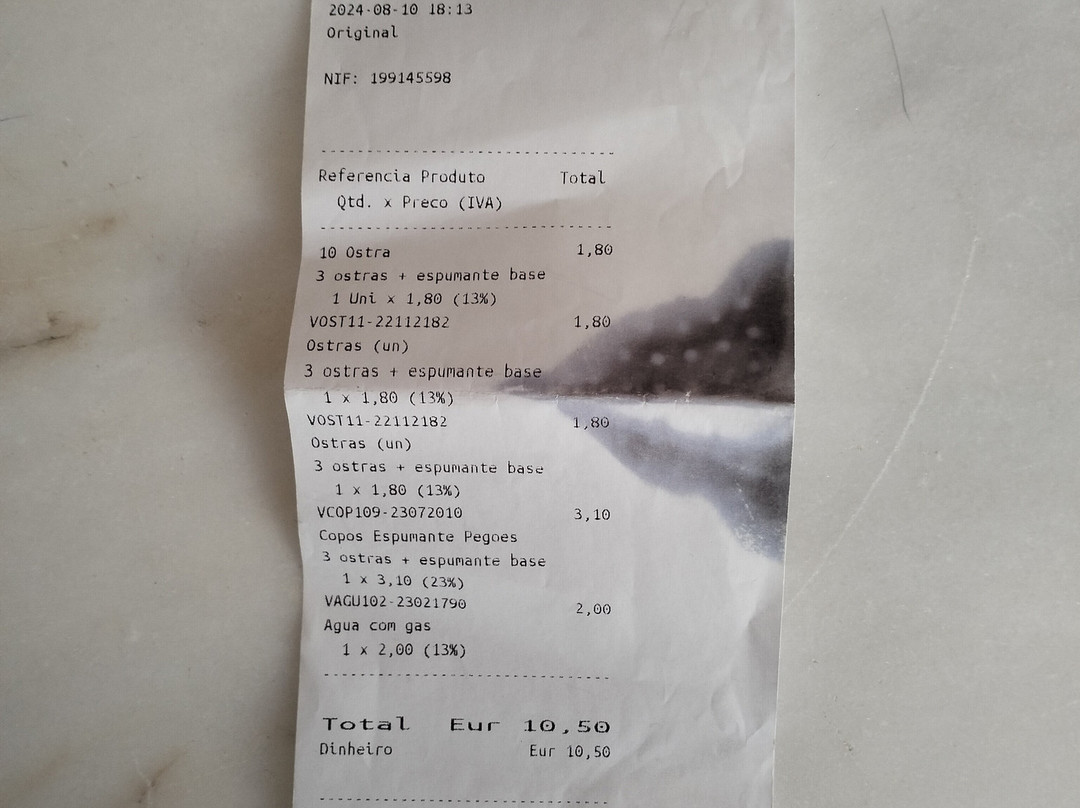 2024-08-10 18:13
Original
NIF: 199145598
Referencia Produto Total
Qtd. x Preco (IVA)
10 Ostra 1,80
3 ostras + espumante base
1 Uni x 1,80 (13%)
VOST11-22112182 1,80
Ostras (un)
3 ostras + espumante base
1 x 1,80 (13%)
VOST11-22112182 1,80
Ostras (un)
3 ostras + espumante base
1 x 1,80 (13%)
VCOP109-23072010 3,10
Copos Espumante Pegoes
3 ostras + espumante base
1 x 3,10 (23%)
VAGU102-23021790 2,00
Agua com gas
1 x 2,00 (13%)
Total Eur 10,50
Dinheiro Eur 10,50